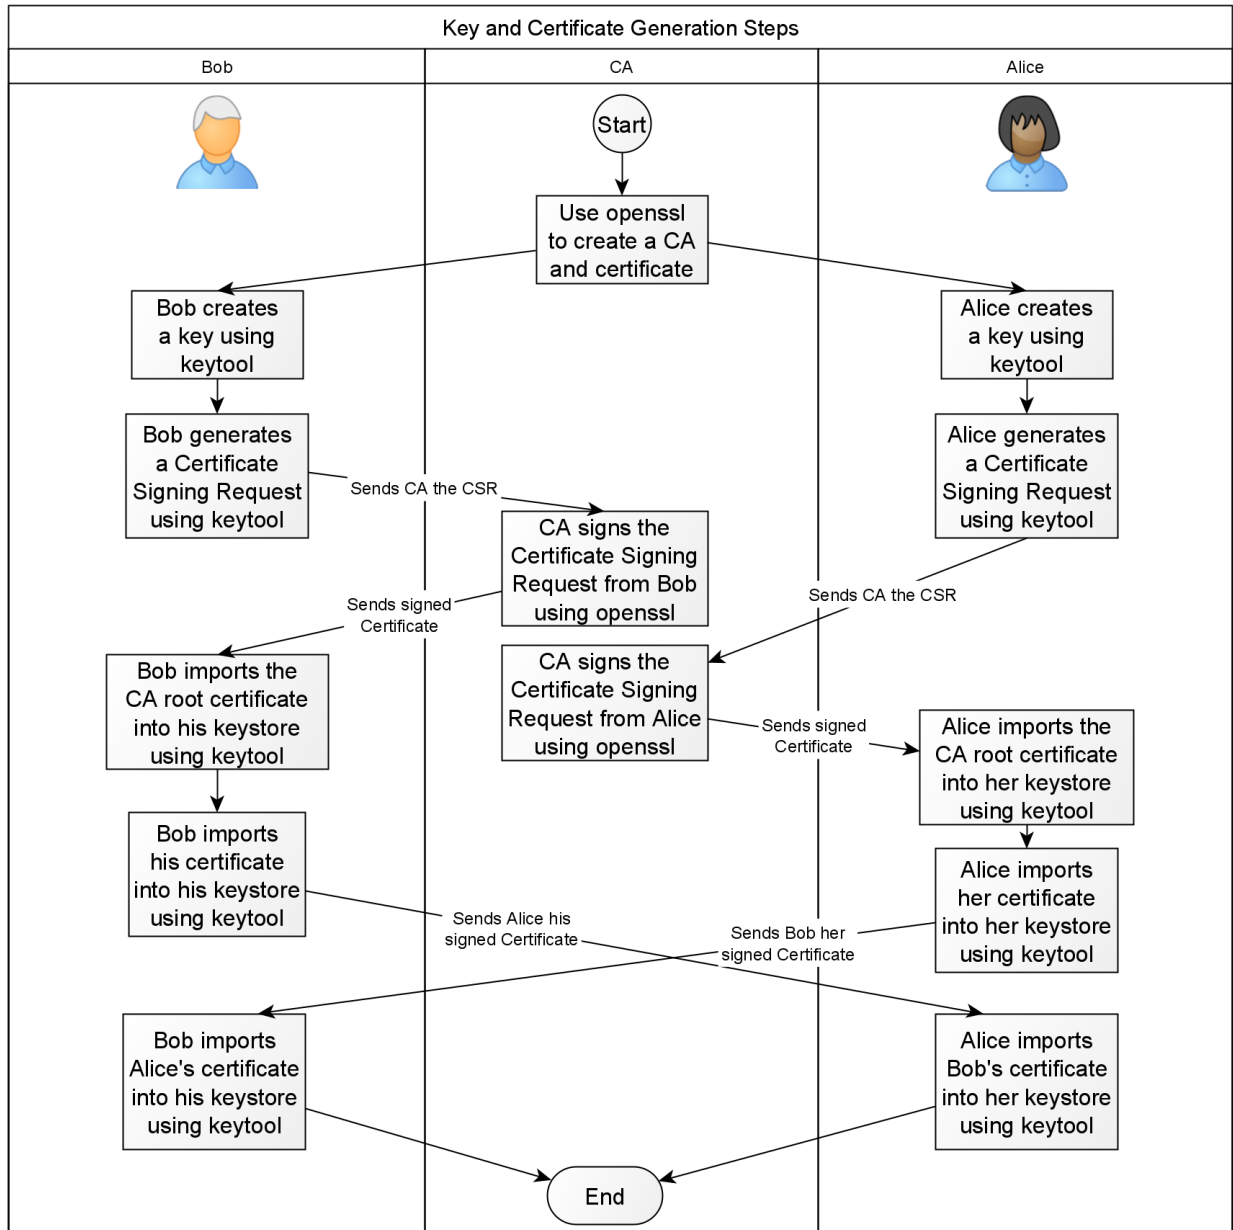 Key and Certificate Generation Steps
Bob
CA
Alice
Start
Use openssl
to create a CA
and certificate
Bob creates
a key using
keytool
Alice creates
a key using
keytool
Bob generates
a Certificate
Signing Request
using keytool
Alice generates
a Certificate
Signing Request
using keytool
Sends CA the CSR
CA signs the
Certificate Signing
Request from Bob
using openssl
Sends CA the CSR
Sends signed
Certificate
Bob imports the
CA root certificate
into his keystore
using keytool
CA signs the
Certificate Signing
Request from Alice
using openssl
Sends signed
Certificate
Alice imports the
CA root certificate
into her keystore
using keytool
Bob imports
his certificate
into his keystore
using keytool
Alice imports
her certificate
into her keystore
using keytool
Sends Alice his
signed Certificate
Sends Bob her
signed Certificate
Bob imports
Alice's certificate
into his keystore
using keytool
Alice imports
Bob's certificate
into her keystore
using keytool
End